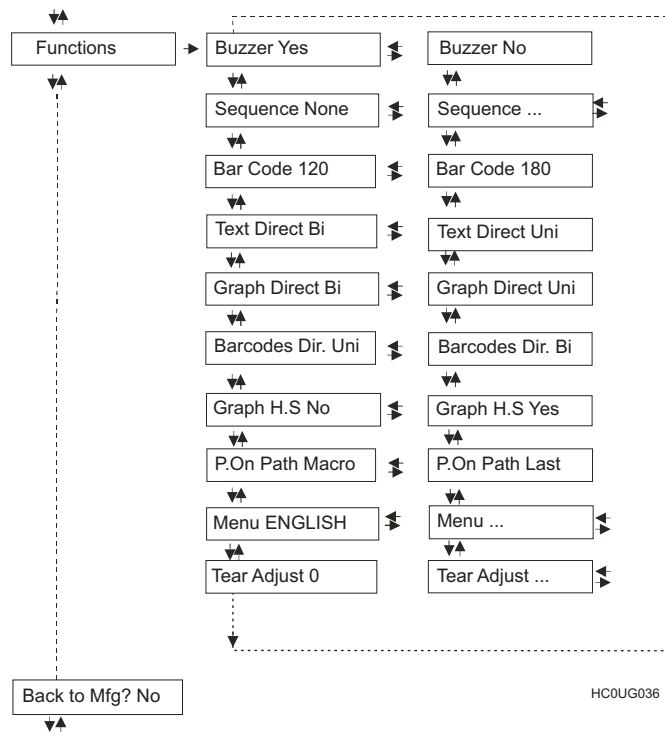 Functions
Buzzer Yes
Buzzer No
Sequence None
Sequence ...
Bar Code 120
Bar Code 180
Text Direct Bi
Text Direct Uni
Graph Direct Bi
Graph Direct Uni
Barcodes Dir. Uni
Barcodes Dir. Bi
Graph H.S No
Graph H.S Yes
P.On Path Macro
P.On Path Last
Menu ENGLISH
Menu ...
Tear Adjust 0
Tear Adjust ...
Back to Mfg? No
HC0UG036